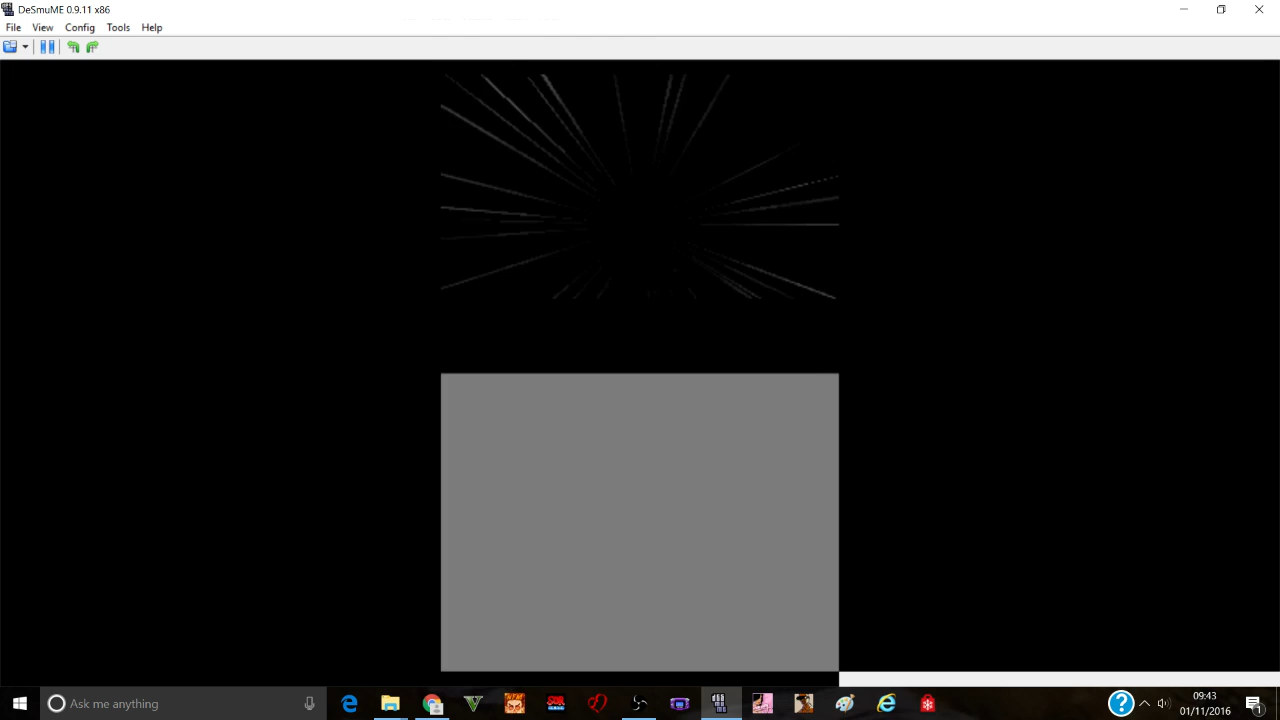 DeSmuME 0.9.11 x86
File View Config Tools Help
Ask me anything
09:43
01/11/2016